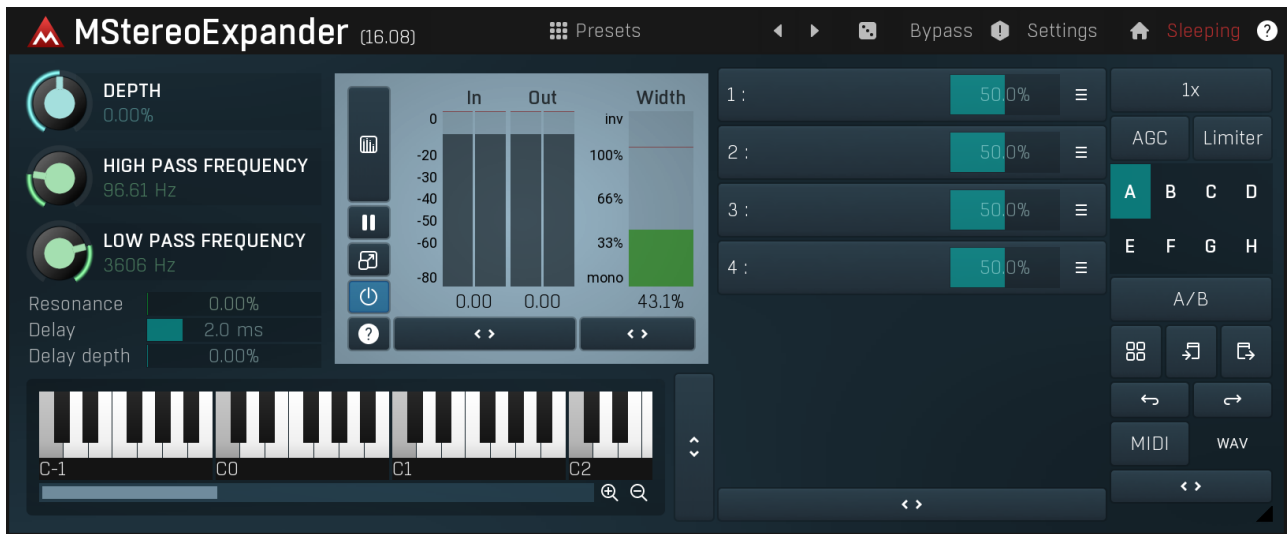 MStereoExpander (16.08) Presets Bypass Settings Sleeping ?
DEPTH
0.00%
HIGH PASS FREQUENCY
96.61 Hz
LOW PASS FREQUENCY
3606 Hz
Resonance 0.00%
Delay 2.0 ms
Delay depth 0.00%
In Out Width
0 inv
-20 100%
-30
-40 66%
-50
-60 33%
-80 mono
0.00 0.00 43.1%
?
1 : 50.0%
2 : 50.0%
3 : 50.0%
4 : 50.0%
1x
AGC Limiter
A B C D
E F G H
A/B
MIDI WAV
C-1 C0 C1 C2